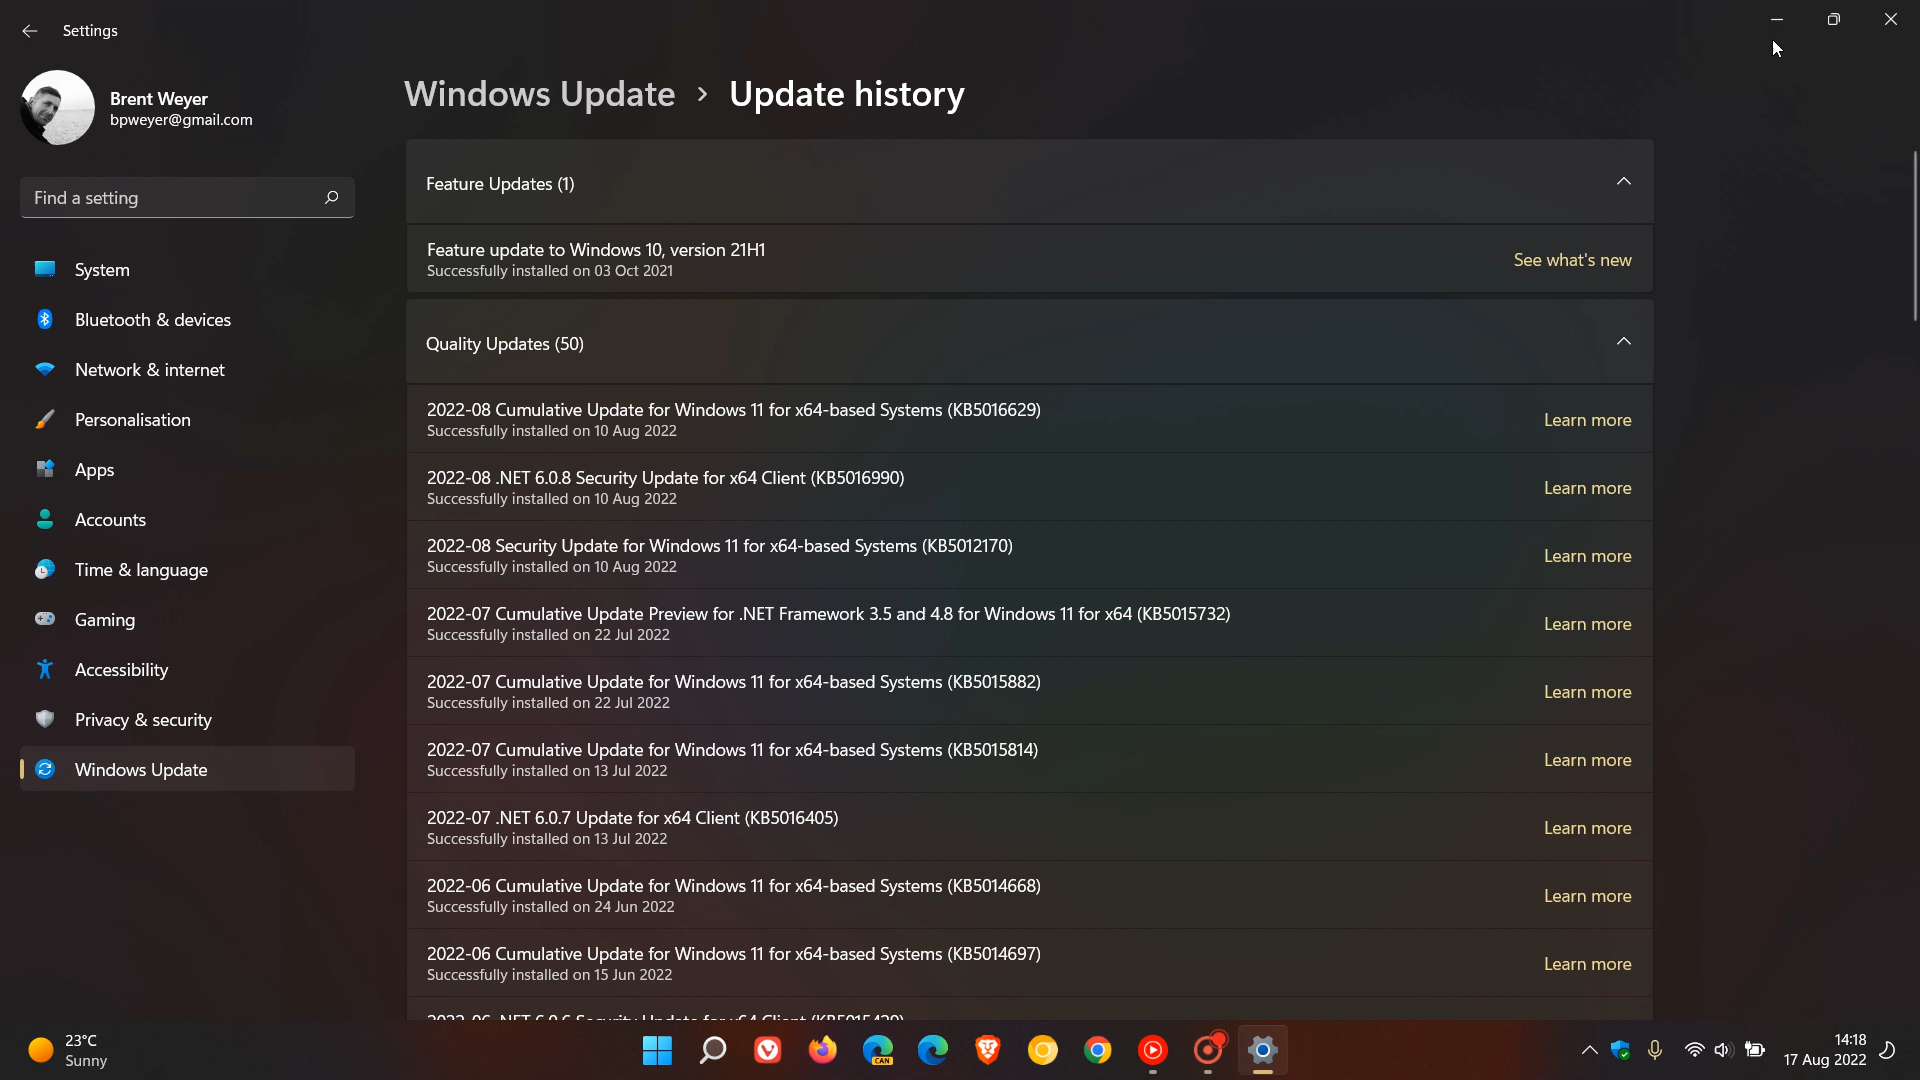 Settings
Brent Weyer
bpweyer@gmail.com
Find a setting
System
Bluetooth & devices
Network & internet
Personalisation
Apps
Accounts
Time & language
Gaming
Accessibility
Privacy & security
Windows Update
Windows Update > Update history
Feature Updates (1)
Feature update to Windows 10, version 21H1
Successfully installed on 03 Oct 2021
See what's new
Quality Updates (50)
2022-08 Cumulative Update for Windows 11 for x64-based Systems (KB5016629)
Successfully installed on 10 Aug 2022
Learn more
2022-08 .NET 6.0.8 Security Update for x64 Client (KB5016990)
Successfully installed on 10 Aug 2022
Learn more
2022-08 Security Update for Windows 11 for x64-based Systems (KB5012170)
Successfully installed on 10 Aug 2022
Learn more
2022-07 Cumulative Update Preview for .NET Framework 3.5 and 4.8 for Windows 11 for x64 (KB5015732)
Successfully installed on 22 Jul 2022
Learn more
2022-07 Cumulative Update for Windows 11 for x64-based Systems (KB5015882)
Successfully installed on 22 Jul 2022
Learn more
2022-07 Cumulative Update for Windows 11 for x64-based Systems (KB5015814)
Successfully installed on 13 Jul 2022
Learn more
2022-07 .NET 6.0.7 Update for x64 Client (KB5016405)
Successfully installed on 13 Jul 2022
Learn more
2022-06 Cumulative Update for Windows 11 for x64-based Systems (KB5014668)
Successfully installed on 24 Jun 2022
Learn more
2022-06 Cumulative Update for Windows 11 for x64-based Systems (KB5014697)
Successfully installed on 15 Jun 2022
Learn more
2022-06 .NET 6.0.6 Security Update for x64 Client
23°C
Sunny
CAN
14:18
17 Aug 2022